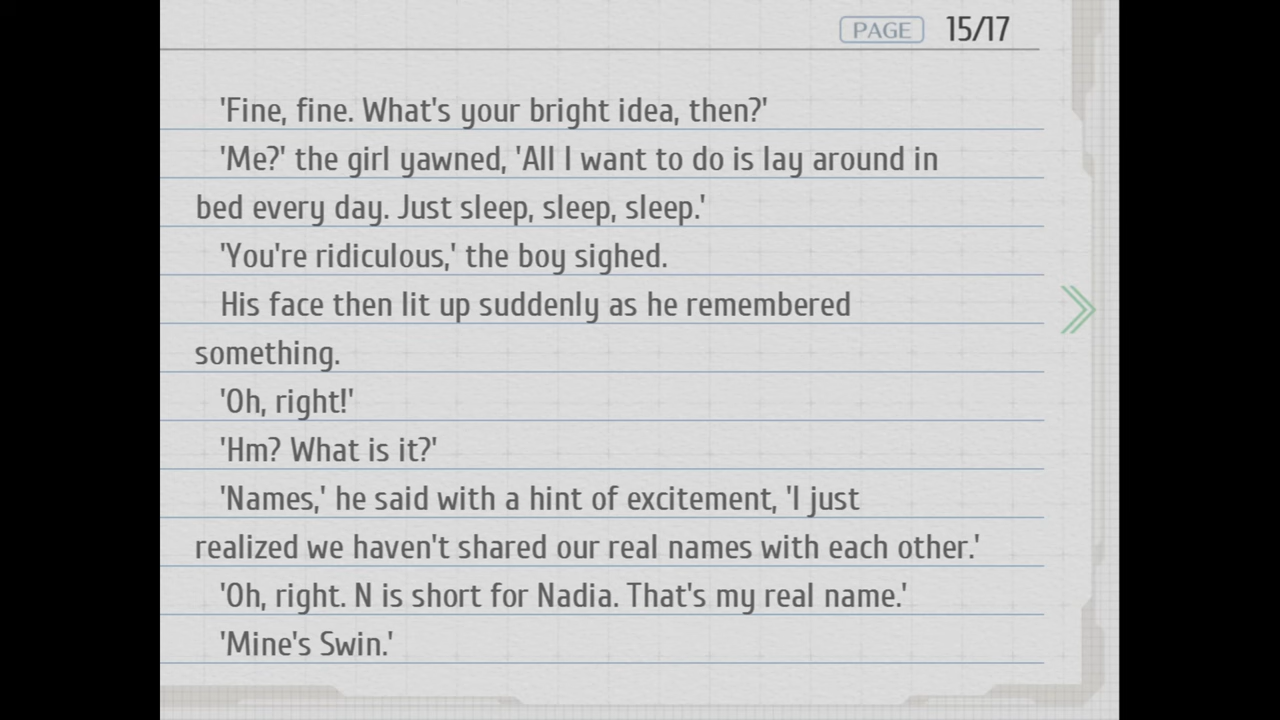 PAGE 15/17
'Fine, fine. What's your bright idea, then?'
'Me?' the girl yawned, 'All I want to do is lay around in
bed every day. Just sleep, sleep, sleep.'
'You're ridiculous,' the boy sighed.
His face then lit up suddenly as he remembered
something.
'Oh, right!'
'Hm? What is it?'
'Names,' he said with a hint of excitement, 'I just
realized we haven't shared our real names with each other.'
'Oh, right. N is short for Nadia. That's my real name.'
'Mine's Swin.'